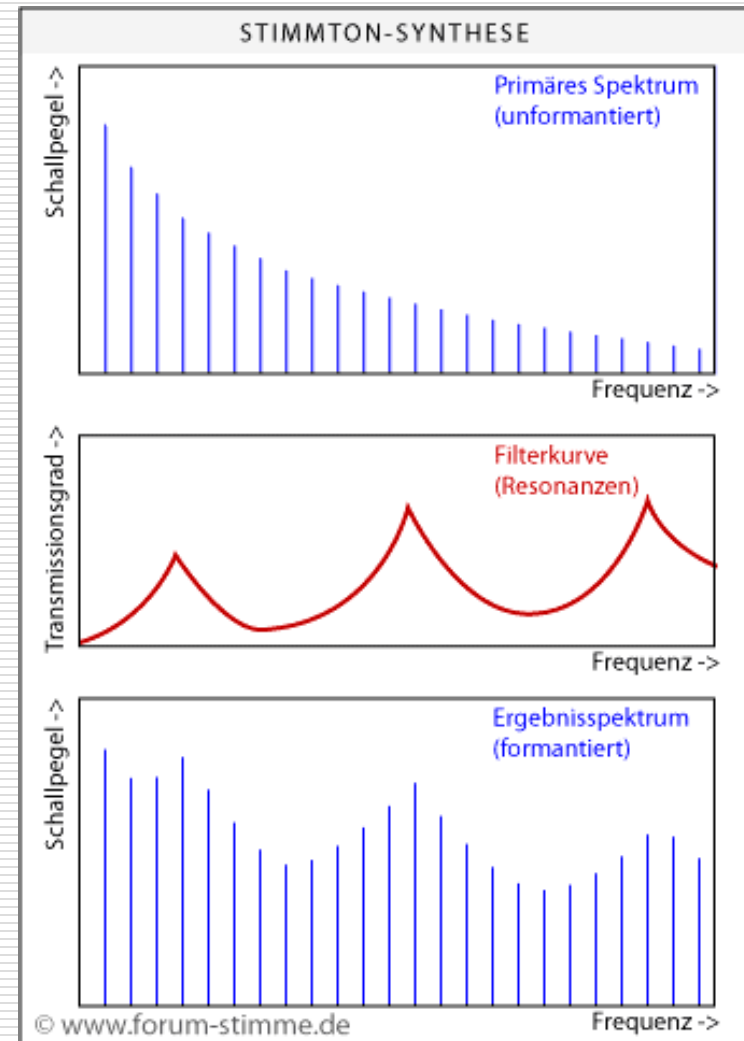 STIMMTON-SYNTHESE
Schallpegel ->
Primäres Spektrum
(unformantiert)
Frequenz ->
Transmissionsgrad ->
Filterkurve
(Resonanzen)
Frequenz ->
Schallpegel ->
Ergebnisspektrum
(formantiert)
© www.forum-stimme.de
Frequenz ->